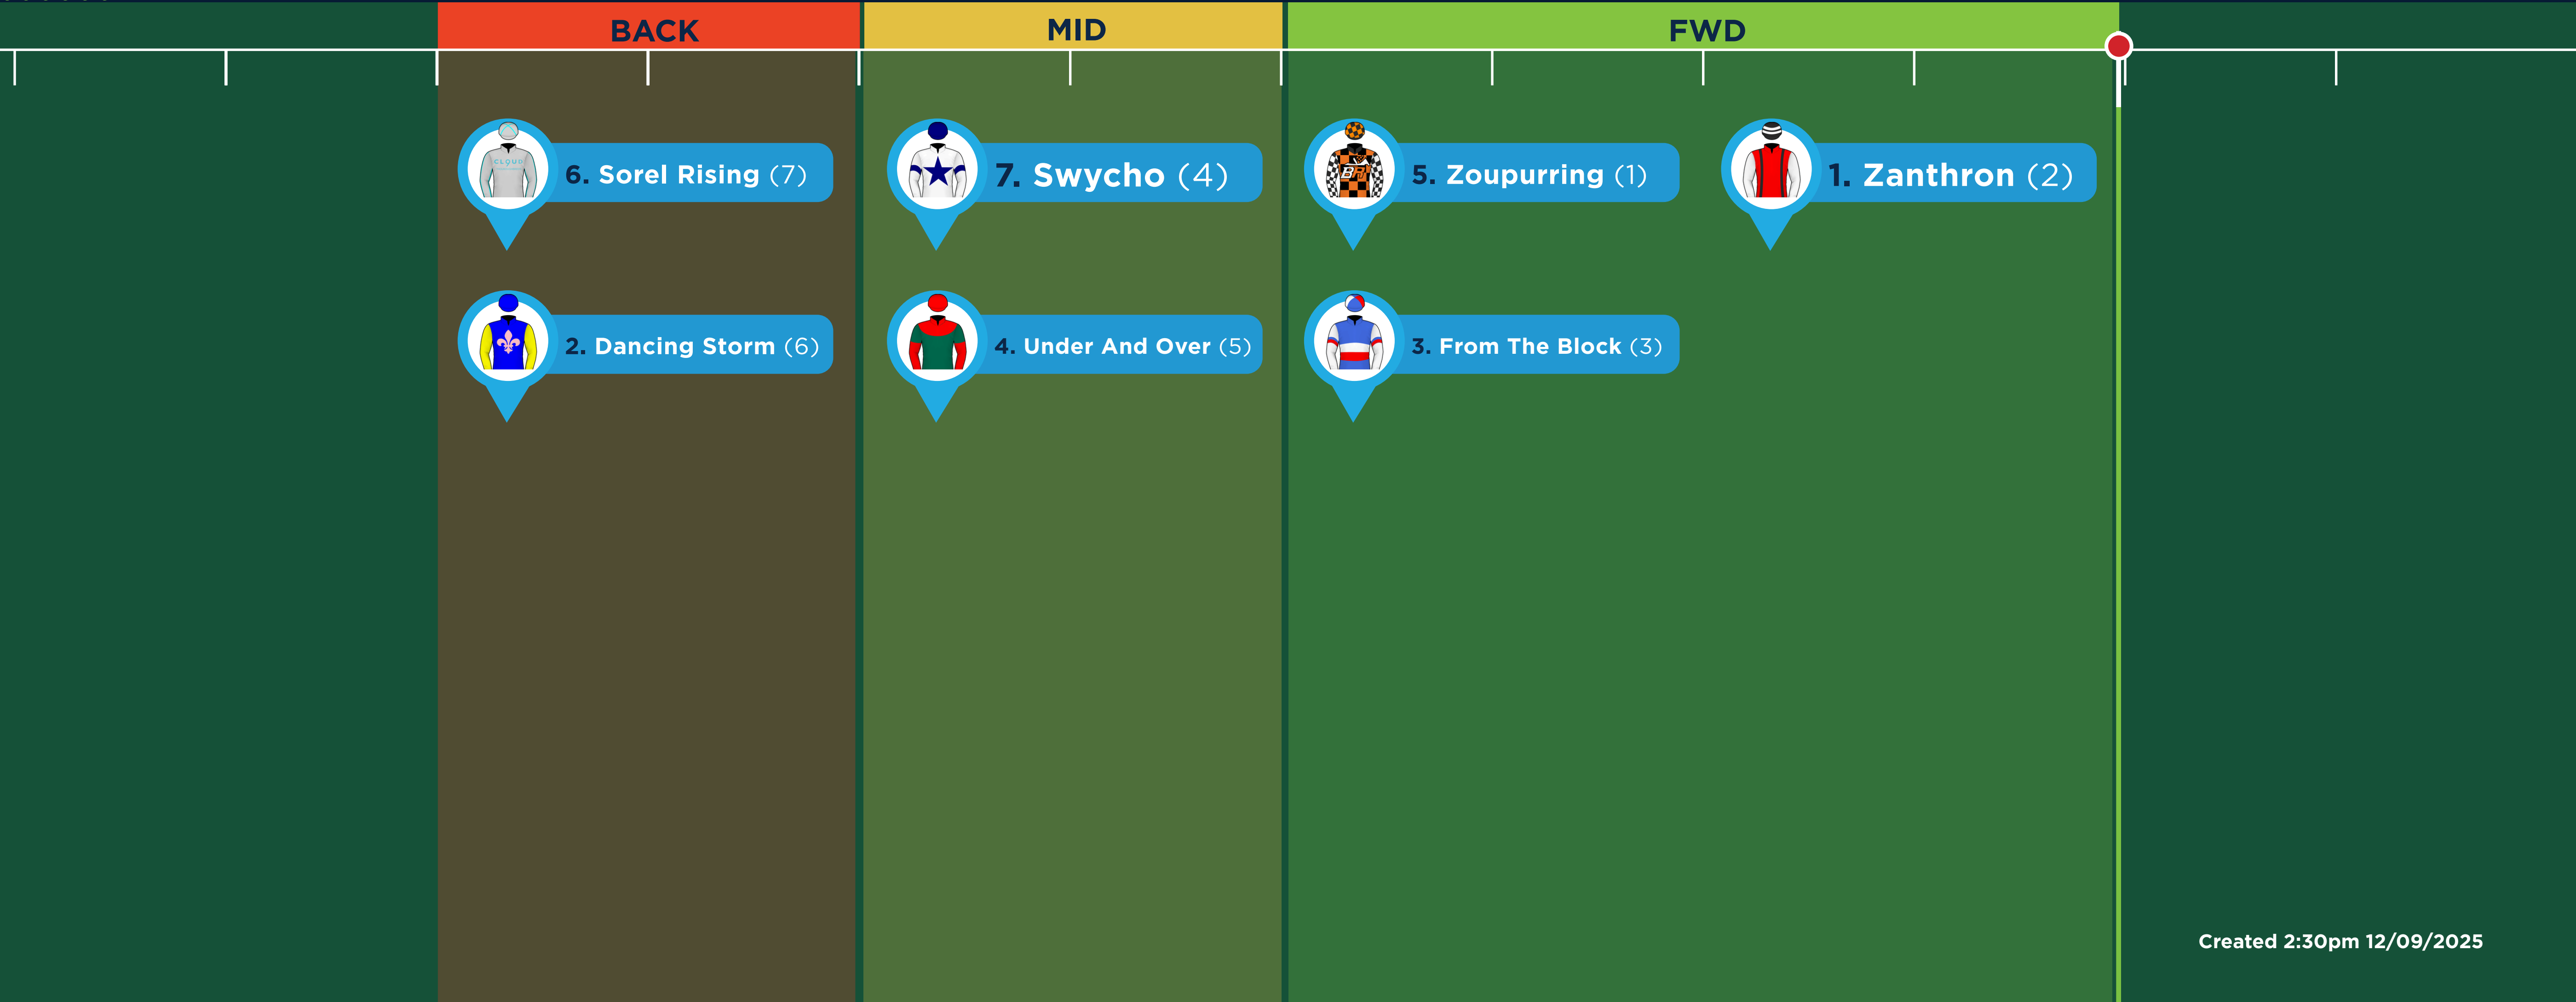 BACK
MID
FWD
6. Sorel Rising (7)
7. Swycho (4)
5. Zoupurring (1)
1. Zanthron (2)
CLOUD
2. Dancing Storm (6)
4. Under And Over (5)
3. From The Block (3)
Created 2:30pm 12/09/2025